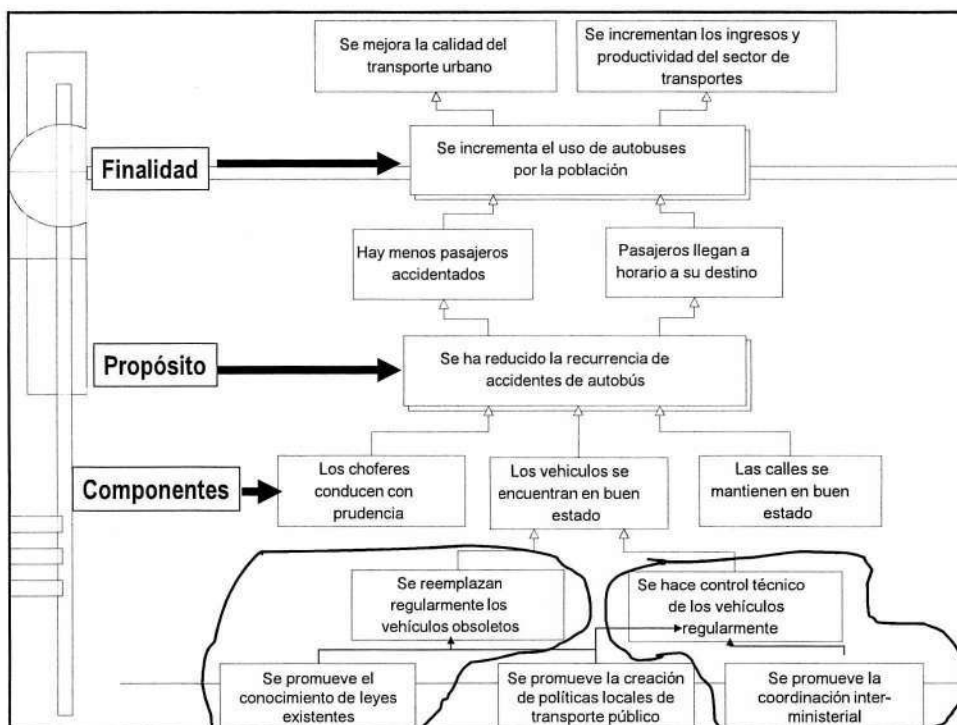 Se mejora la calidad del
transporte urbano
Se incrementan los ingresos y
productividad del sector de
transportes
Finalidad
Se incrementa el uso de autobuses
por la población
Hay menos pasajeros
accidentados
Pasajeros llegan a
horario a su destino
Propósito
Se ha reducido la recurrencia de
accidentes de autobús
Componentes
Los choferes
conducen con
prudencia
Los vehiculos se
encuentran en buen
estado
Las calles se
mantienen en buen
estado
Se reemplazan
regularmente los
vehículos obsoletos
Se hace control técnico
de los vehículos
regularmente
Se promueve el
conocimiento de leyes
existentes
Se promueve la creación
de políticas locales de
transporte público
Se promueve la
coordinación inter-
ministerial